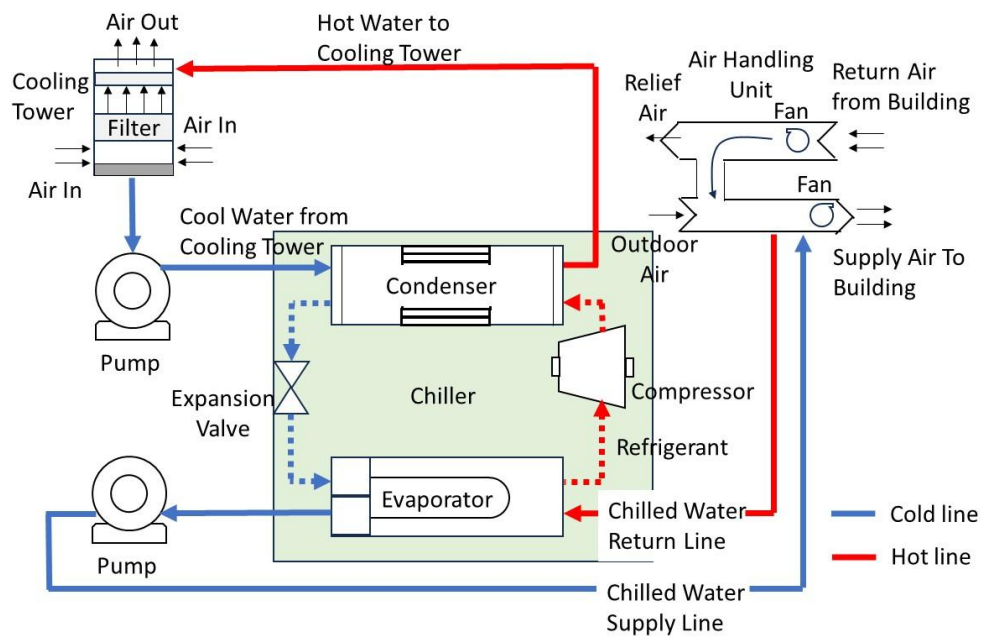 Air Out
Hot Water to
Cooling Tower
Cooling
Tower
Filter
Air In
Air In
Air Handling
Unit
Relief
Air
Fan
Return Air
from Building
Fan
Outdoor
Air
Supply Air To
Building
Cool Water from
Cooling Tower
Pump
Condenser
Expansion
Valve
Chiller
Compressor
Refrigerant
Evaporator
Pump
Chilled Water
Return Line
Chilled Water
Supply Line
Cold line
Hot line